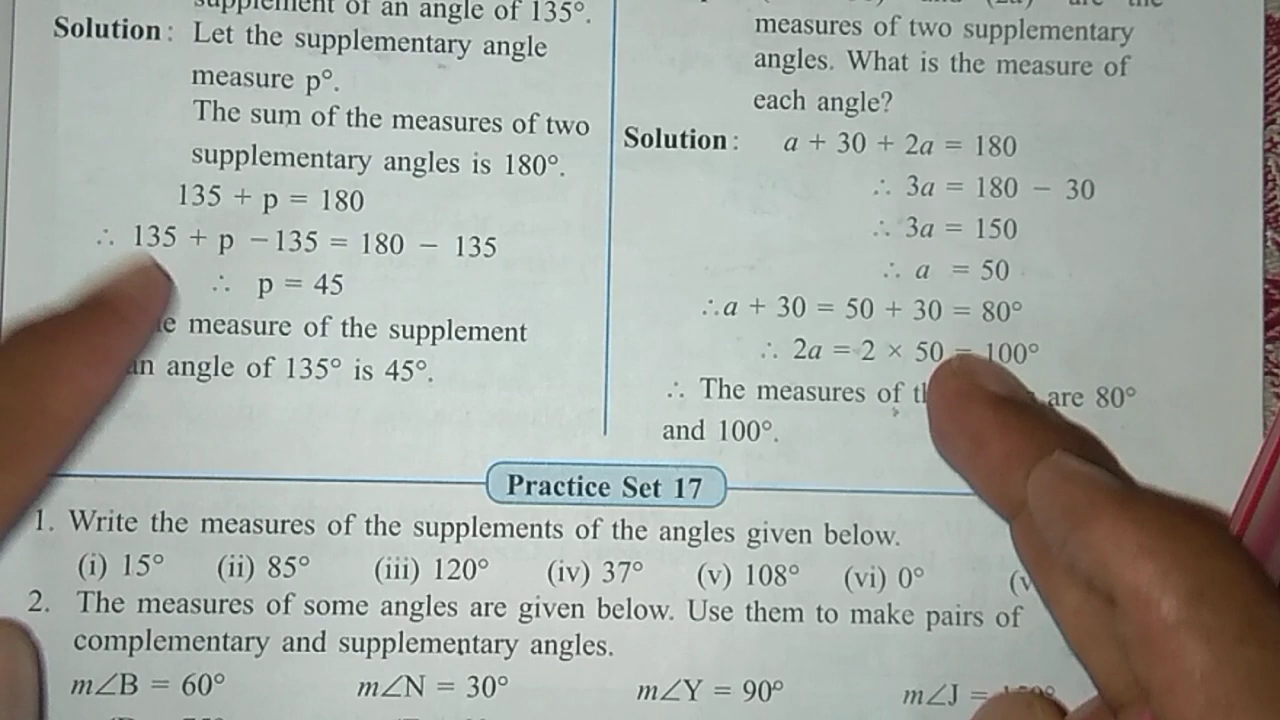 supplement of an angle of 135°.
Solution : Let the supplementary angle
measure p°.
The sum of the measures of two
supplementary angles is 180°.
135 + p = 180
∴ 135 + p − 135 = 180 − 135
∴ p = 45
measure of the supplement
angle of 135° is 45°.
are the
measures of two supplementary
angles. What is the measure of
each angle?
Solution : a + 30 + 2a = 180
∴ 3a = 180 − 30
∴ 3a = 150
∴ a = 50
∴ a + 30 = 50 + 30 = 80°
∴ 2a = 2 × 50 = 100°
∴ The measures of are 80°
and 100°.
Practice Set 17
1. Write the measures of the supplements of the angles given below.
(i) 15° (ii) 85° (iii) 120° (iv) 37° (v) 108° (vi) 0°
2. The measures of some angles are given below. Use them to make pairs of
complementary and supplementary angles.
m∠B = 60° m∠N = 30° m∠Y = 90° m∠J =